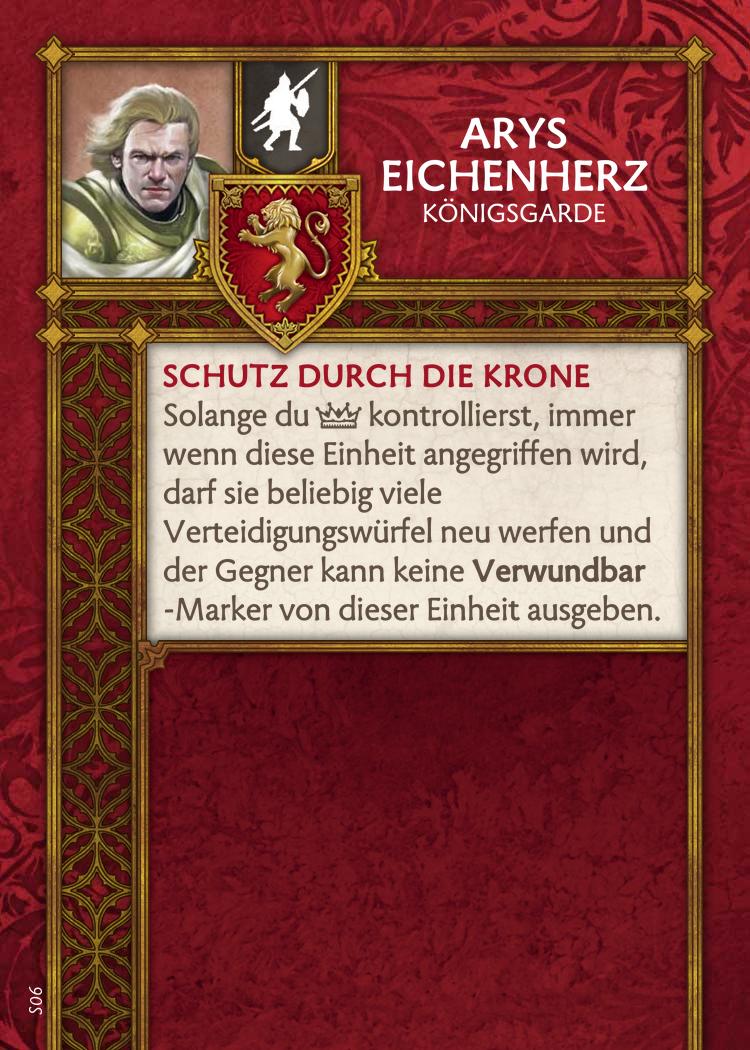 ARYS
EICHENHERZ
KÖNIGSGARDE
SCHUTZ DURCH DIE KRONE
Solange du kontrollierst, immer
wenn diese Einheit angegriffen wird,
darf sie beliebig viele
Verteidigungswürfel neu werfen und
der Gegner kann keine Verwundbar
-Marker von dieser Einheit ausgeben.
S06